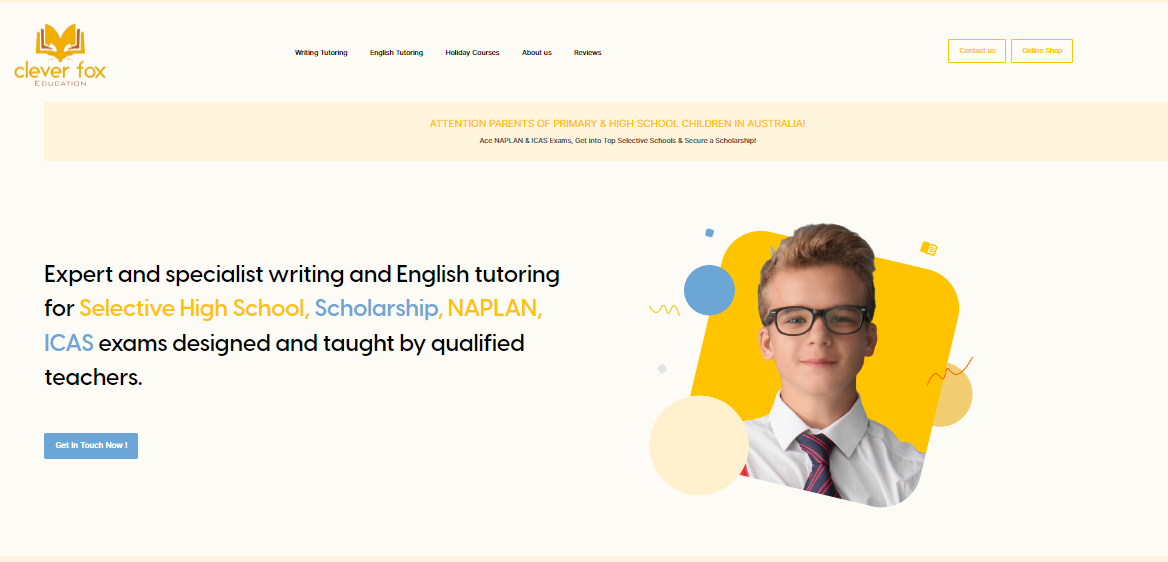 clever fox
EDUCATION
Writing Tutoring English Tutoring Holiday Courses About us Reviews
Contact us Online Shop
ATTENTION PARENTS OF PRIMARY & HIGH SCHOOL CHILDREN IN AUSTRALIA!
Ace NAPLAN & ICAS Exams, Get into Top Selective Schools & Secure a Scholarship!
Expert and specialist writing and English tutoring
for Selective High School, Scholarship, NAPLAN,
ICAS exams designed and taught by qualified
teachers.
Get In Touch Now !